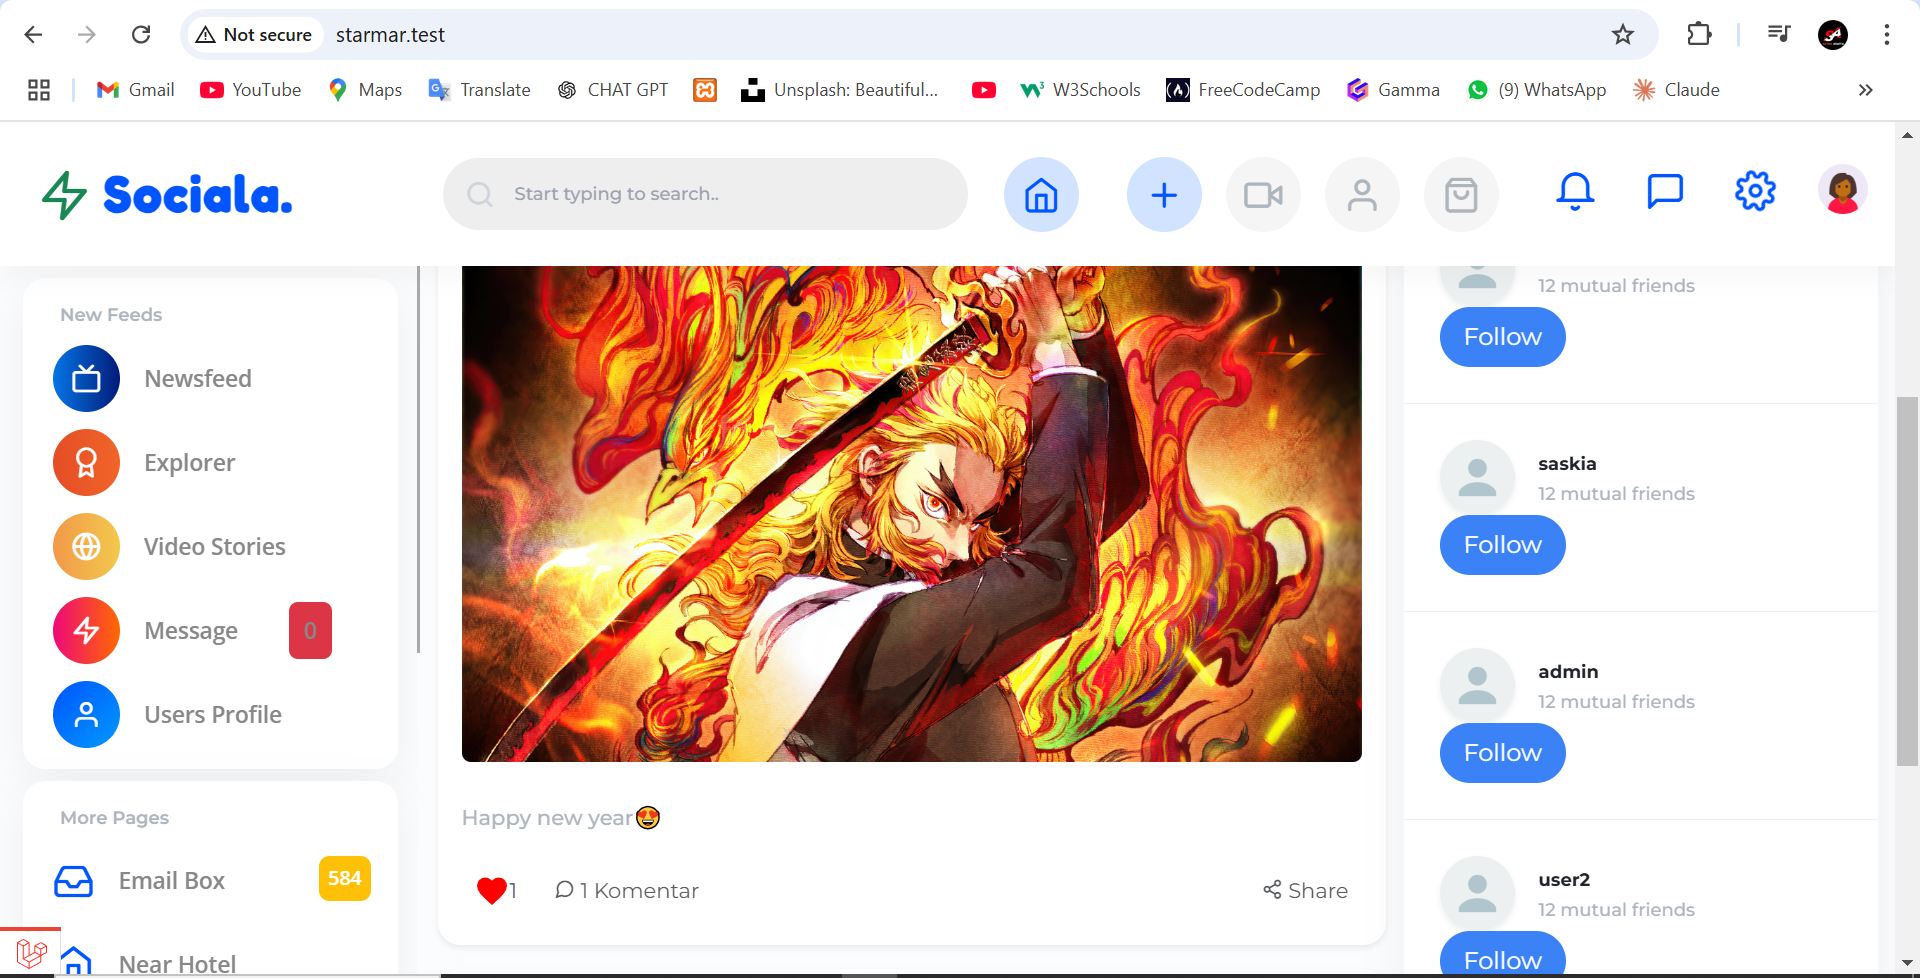 Not secure
starmar.test
Gmail
YouTube
Maps
Translate
CHAT GPT
Unsplash: Beautiful...
W3Schools
FreeCodeCamp
Gamma
(9) WhatsApp
Claude
Sociala.
Start typing to search..
New Feeds
Newsfeed
Explorer
Video Stories
Message 0
Users Profile
More Pages
Email Box 584
Near Hotel
Happy new year😍
1
1 Komentar
Share
12 mutual friends
Follow
saskia
12 mutual friends
Follow
admin
12 mutual friends
Follow
user2
12 mutual friends
Follow